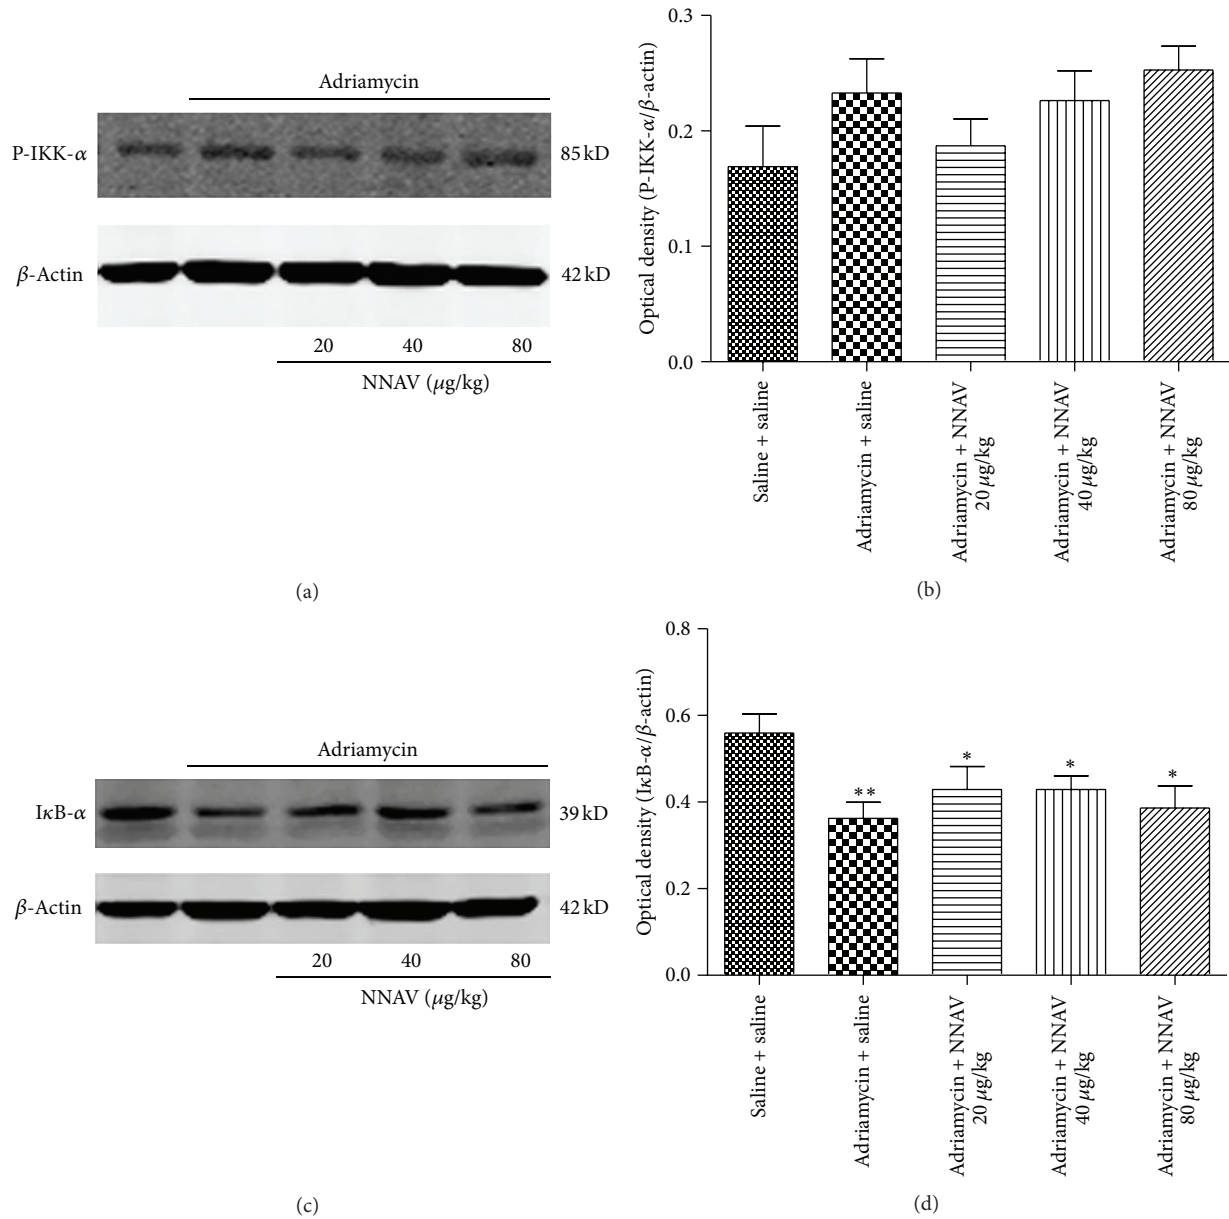 Adriamycin
P-IKK-α
85 kD
β-Actin
42 kD
20 40 80
NNAV (μg/kg)
(a)
Optical density (P-IKK-α/β-actin)
0.3
0.2
0.1
0.0
Saline + saline
Adriamycin + saline
Adriamycin + NNAV
20 μg/kg
Adriamycin + NNAV
40 μg/kg
Adriamycin + NNAV
80 μg/kg
(b)
Adriamycin
IκB-α
39 kD
β-Actin
42 kD
20 40 80
NNAV (μg/kg)
(c)
Optical density (IκB-α/β-actin)
0.8
0.6
0.4
0.2
0.0
**
*
*
*
Saline + saline
Adriamycin + saline
Adriamycin + NNAV
20 μg/kg
Adriamycin + NNAV
40 μg/kg
Adriamycin + NNAV
80 μg/kg
(d)